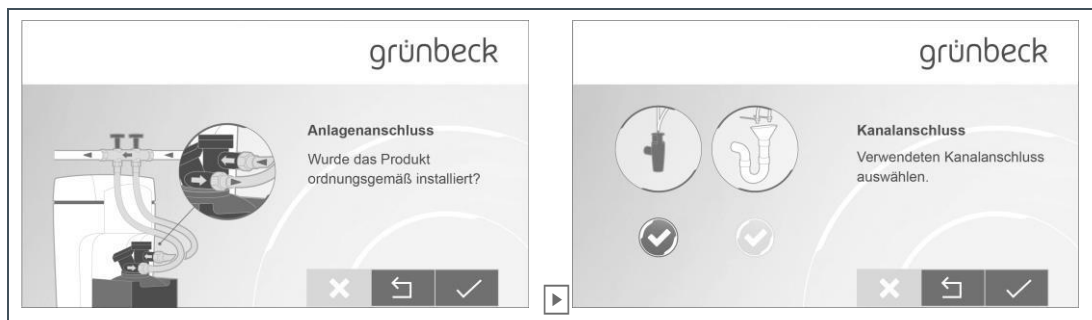 grünbeck
Anlagenanschluss
Wurde das Produkt
ordnungsgemäß installiert?
grünbeck
Kanalanschluss
Verwendeten Kanalanschluss
auswählen.